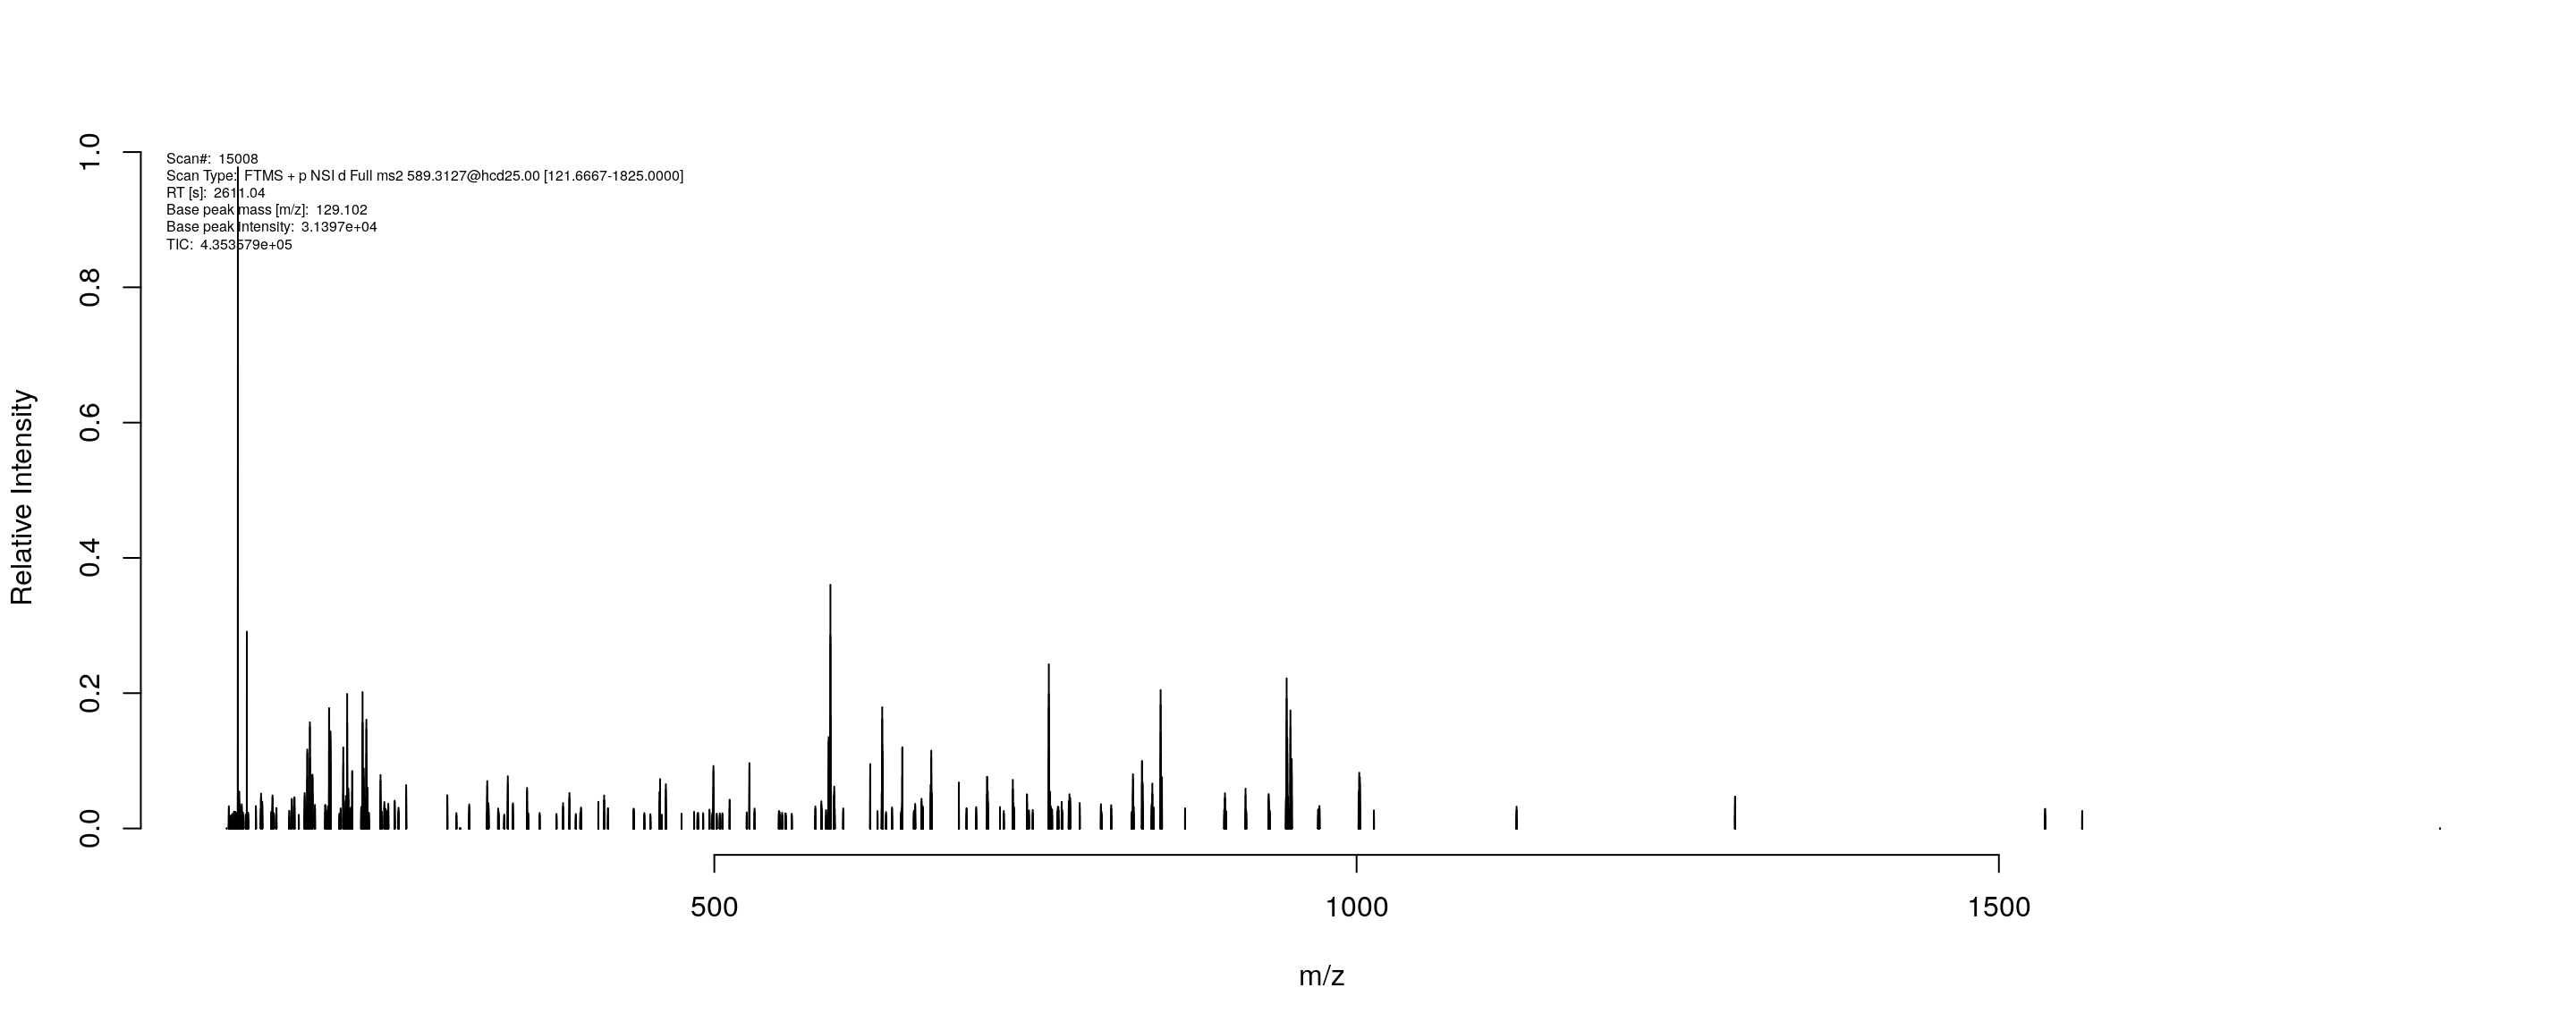 Scan#: 15008
Scan Type: FTMS + p NSI d Full ms2 589.3127@hcd25.00 [121.6667-1825.0000]
RT [s]: 2611.04
Base peak mass [m/z]: 129.102
Base peak intensity: 3.1397e+04
TIC: 4.353579e+05
1.0
0.8
0.6
0.4
0.2
0.0
Relative Intensity
500 1000 1500
m/z